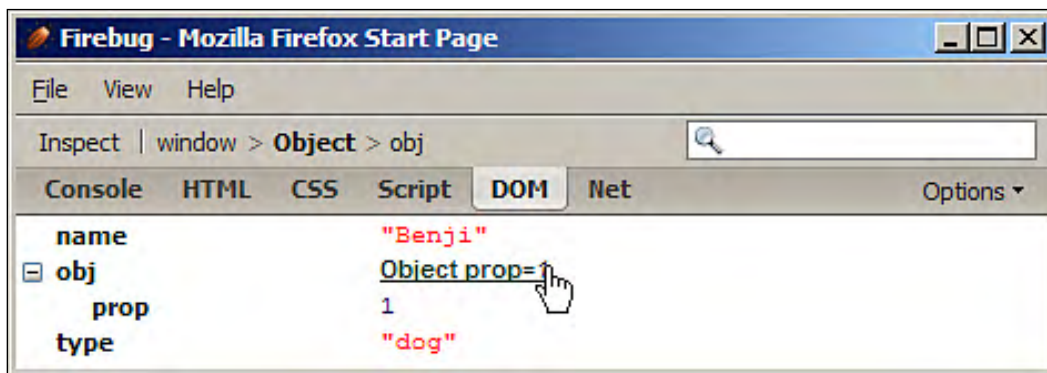 Firebug - Mozilla Firefox Start Page
File View Help
Inspect | window > Object > obj
Console HTML CSS Script DOM Net Options
name "Benji"
obj Object prop=1
prop 1
type "dog"